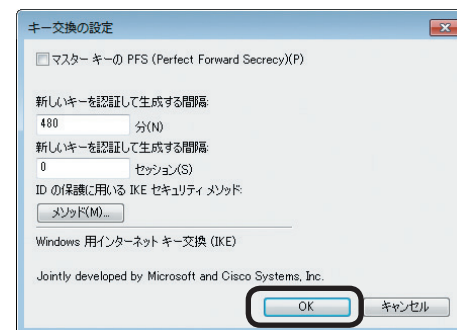 キー交換の設定
マスター キーの PFS (Perfect Forward Secrecy)(P)
新しいキーを認証して生成する間隔:
480 分(N)
新しいキーを認証して生成する間隔:
0 セッション(S)
ID の保護に用いる IKE セキュリティ メソッド:
メソッド(M)...
Windows 用インターネット キー交換 (IKE)
Jointly developed by Microsoft and Cisco Systems, Inc.
OK キャンセル